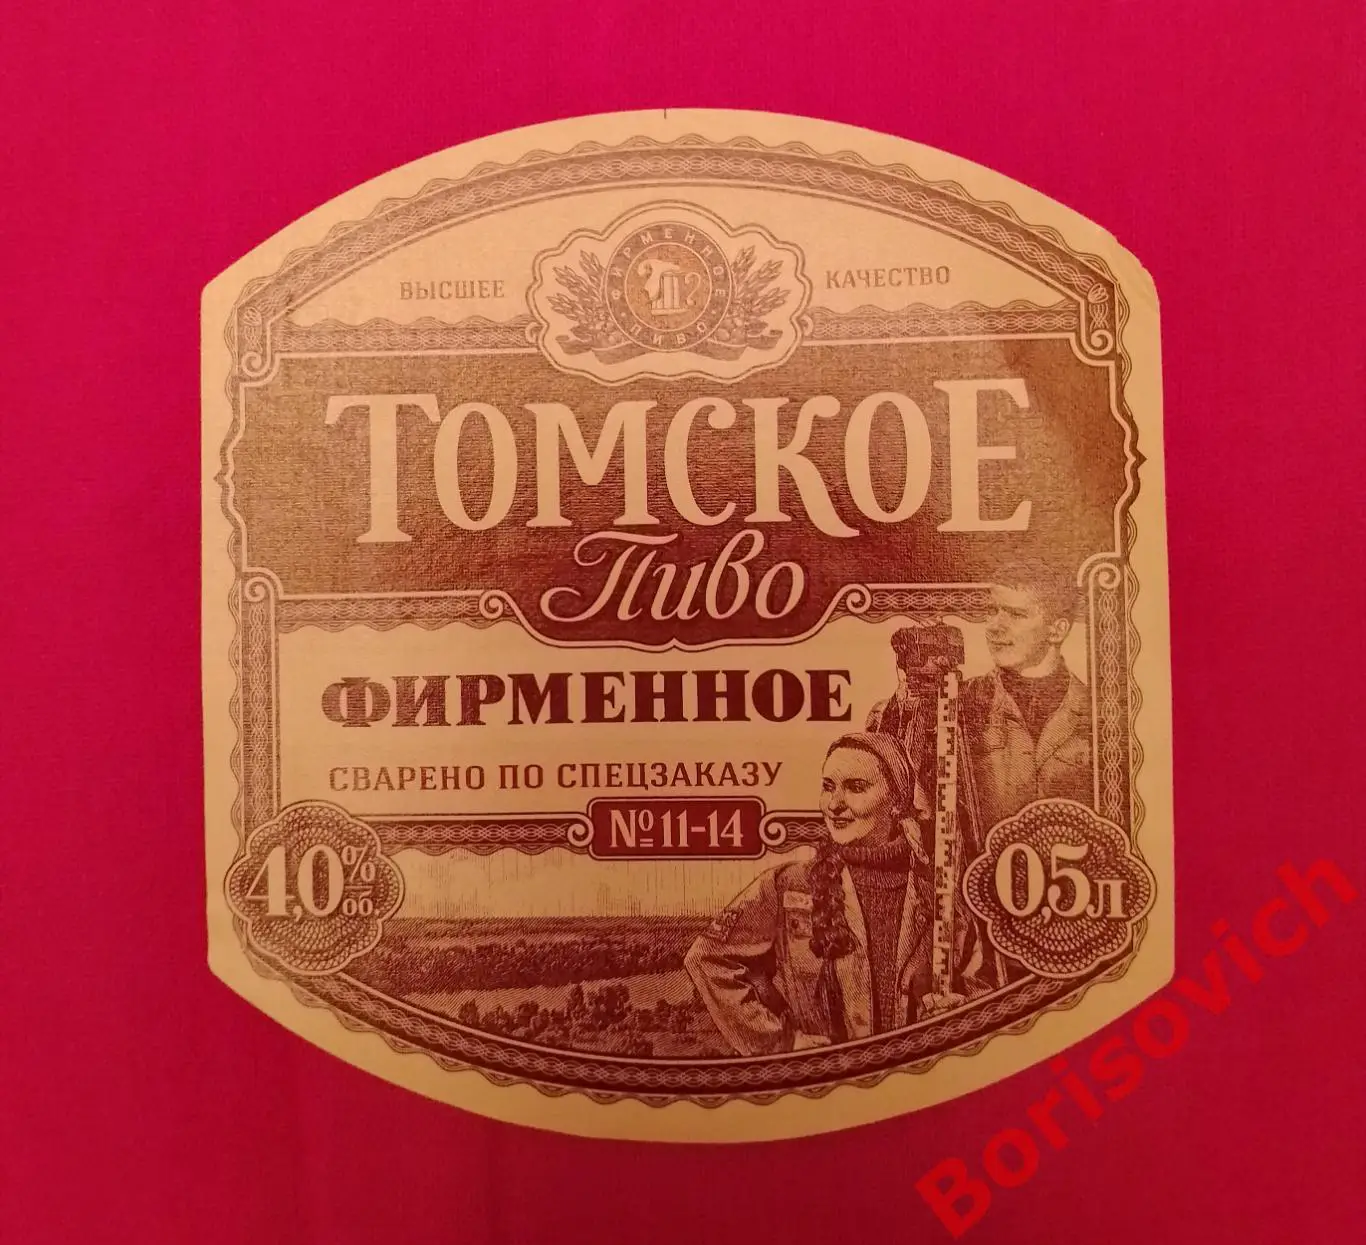 ФИРМЕННОЕ
ПИВО
ВЫСШЕЕ КАЧЕСТВО
ТОМСКОЕ
Пиво
ФИРМЕННОЕ
СВАРЕНО ПО СПЕЦЗАКАЗУ
№11-14
4,0% об.
0,5л
Borisovich